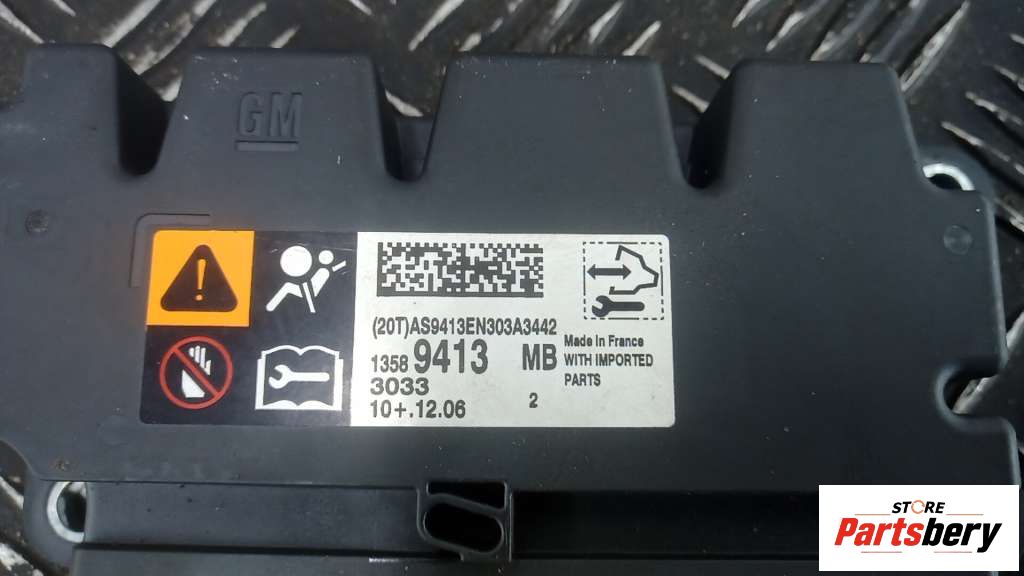 GM
(20T)AS9413EN303A3442
1358 9413 MB
Made In France
WITH IMPORTED
PARTS
3033
10+.12.06
2
STORE
Partsbery